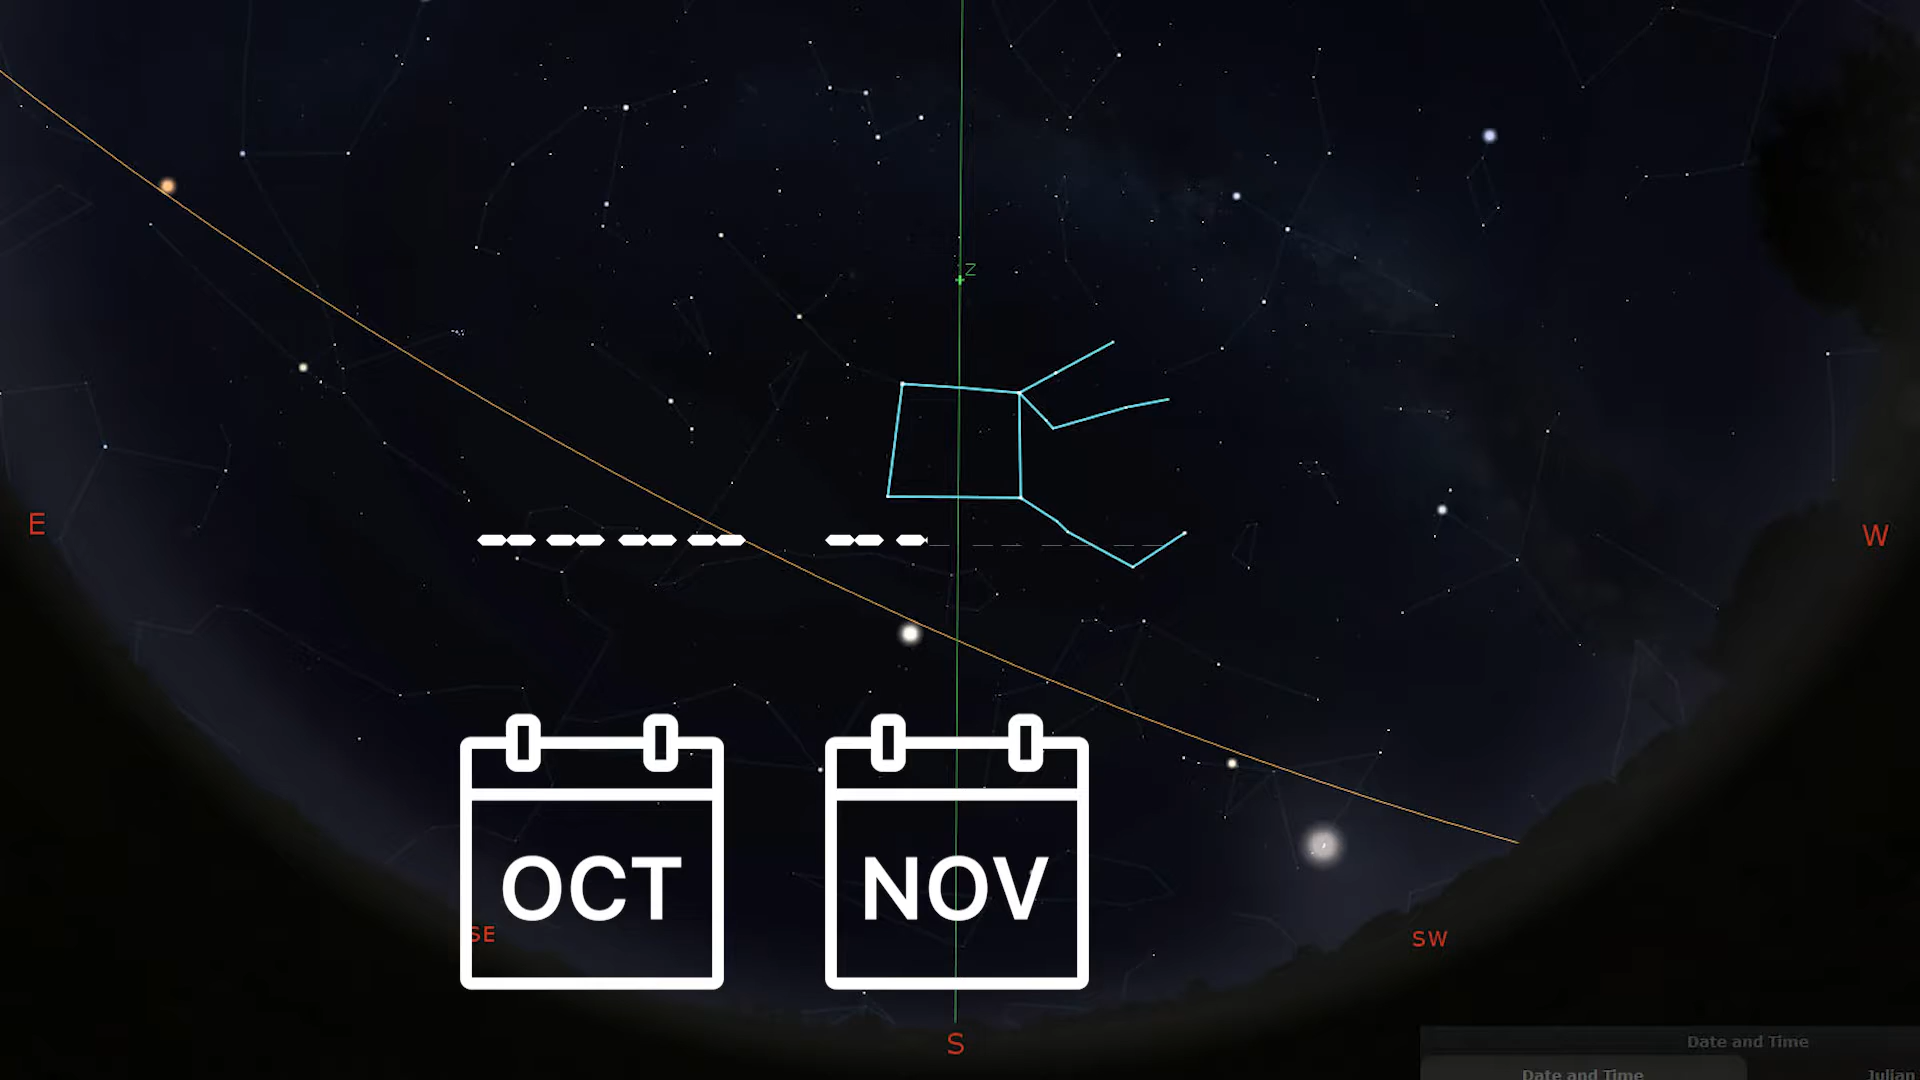 Z
E
W
OCT
NOV
SE
SW
S
Date and Time
Date and Time
Julian